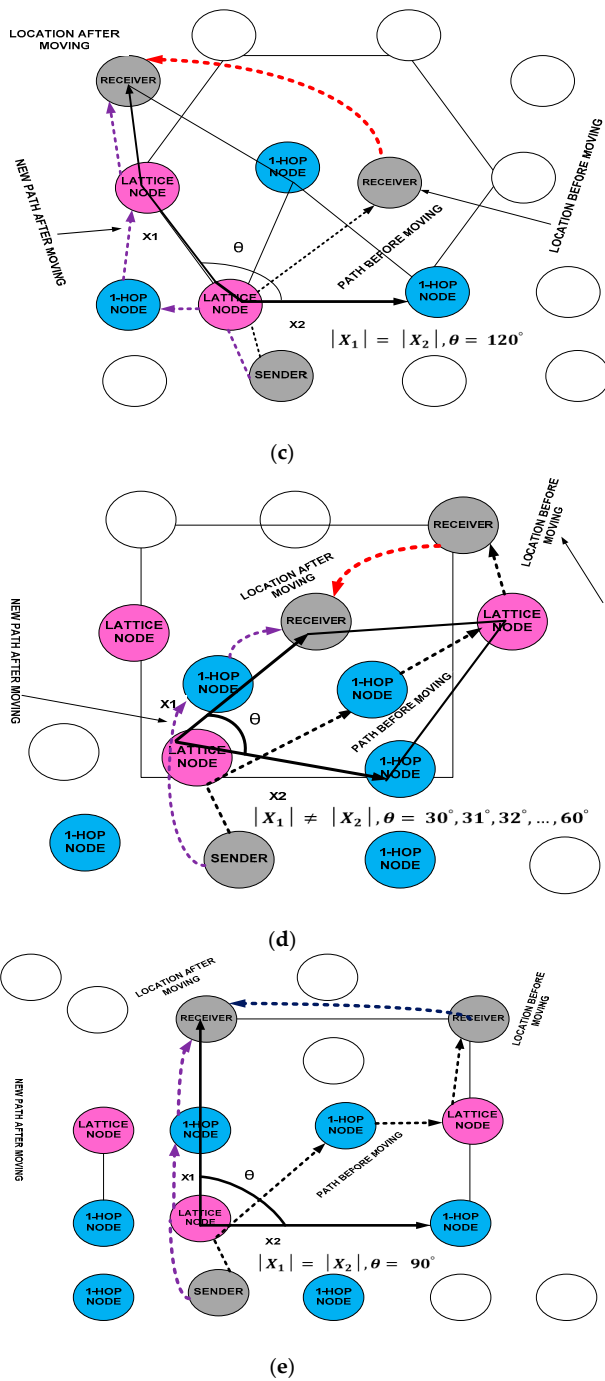 LOCATION AFTER
MOVING
RECEIVER
NEW PATH AFTER MOVING
LATTICE
NODE
1-HOP
NODE
RECEIVER
LOCATION BEFORE
MOVING
X1
θ
PATH BEFORE MOVING
1-HOP
NODE
LATTICE
NODE
1-HOP
NODE
X2
|X₁| = |X₂|, θ = 120°
SENDER
(c)
RECEIVER
LOCATION BEFORE
MOVING
LOCATION AFTER
MOVING
NEW PATH AFTER MOVING
LATTICE
NODE
RECEIVER
LATTICE
NODE
1-HOP
NODE
1-HOP
NODE
X1
θ
PATH BEFORE MOVING
LATTICE
NODE
1-HOP
NODE
X2
|X₁| ≠ |X₂|, θ = 30°, 31°, 32°, …, 60°
1-HOP
NODE
SENDER
1-HOP
NODE
(d)
LOCATION AFTER
MOVING
LOCATION BEFORE
MOVING
RECEIVER
RECEIVER
NEW PATH AFTER MOVING
LATTICE
NODE
1-HOP
NODE
1-HOP
NODE
LATTICE
NODE
PATH BEFORE MOVING
X1
θ
1-HOP
NODE
LATTICE
NODE
1-HOP
NODE
X2
|X₁| = |X₂|, θ = 90°
1-HOP
NODE
SENDER
1-HOP
NODE
(e)